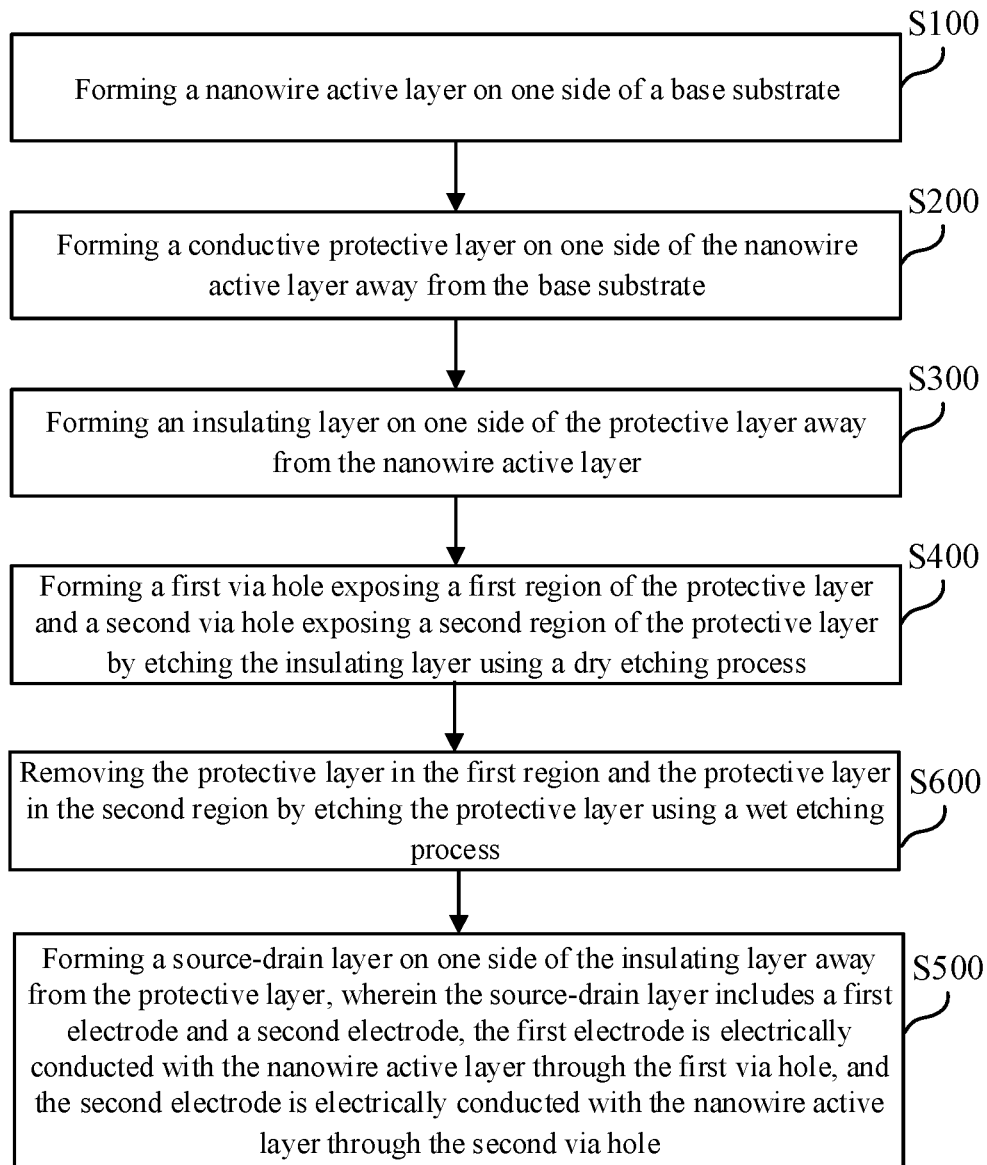 S100
Forming a nanowire active layer on one side of a base substrate
S200
Forming a conductive protective layer on one side of the nanowire
active layer away from the base substrate
S300
Forming an insulating layer on one side of the protective layer away
from the nanowire active layer
S400
Forming a first via hole exposing a first region of the protective layer
and a second via hole exposing a second region of the protective layer
by etching the insulating layer using a dry etching process
S600
Removing the protective layer in the first region and the protective layer
in the second region by etching the protective layer using a wet etching
process
S500
Forming a source-drain layer on one side of the insulating layer away
from the protective layer, wherein the source-drain layer includes a first
electrode and a second electrode, the first electrode is electrically
conducted with the nanowire active layer through the first via hole, and
the second electrode is electrically conducted with the nanowire active
layer through the second via hole